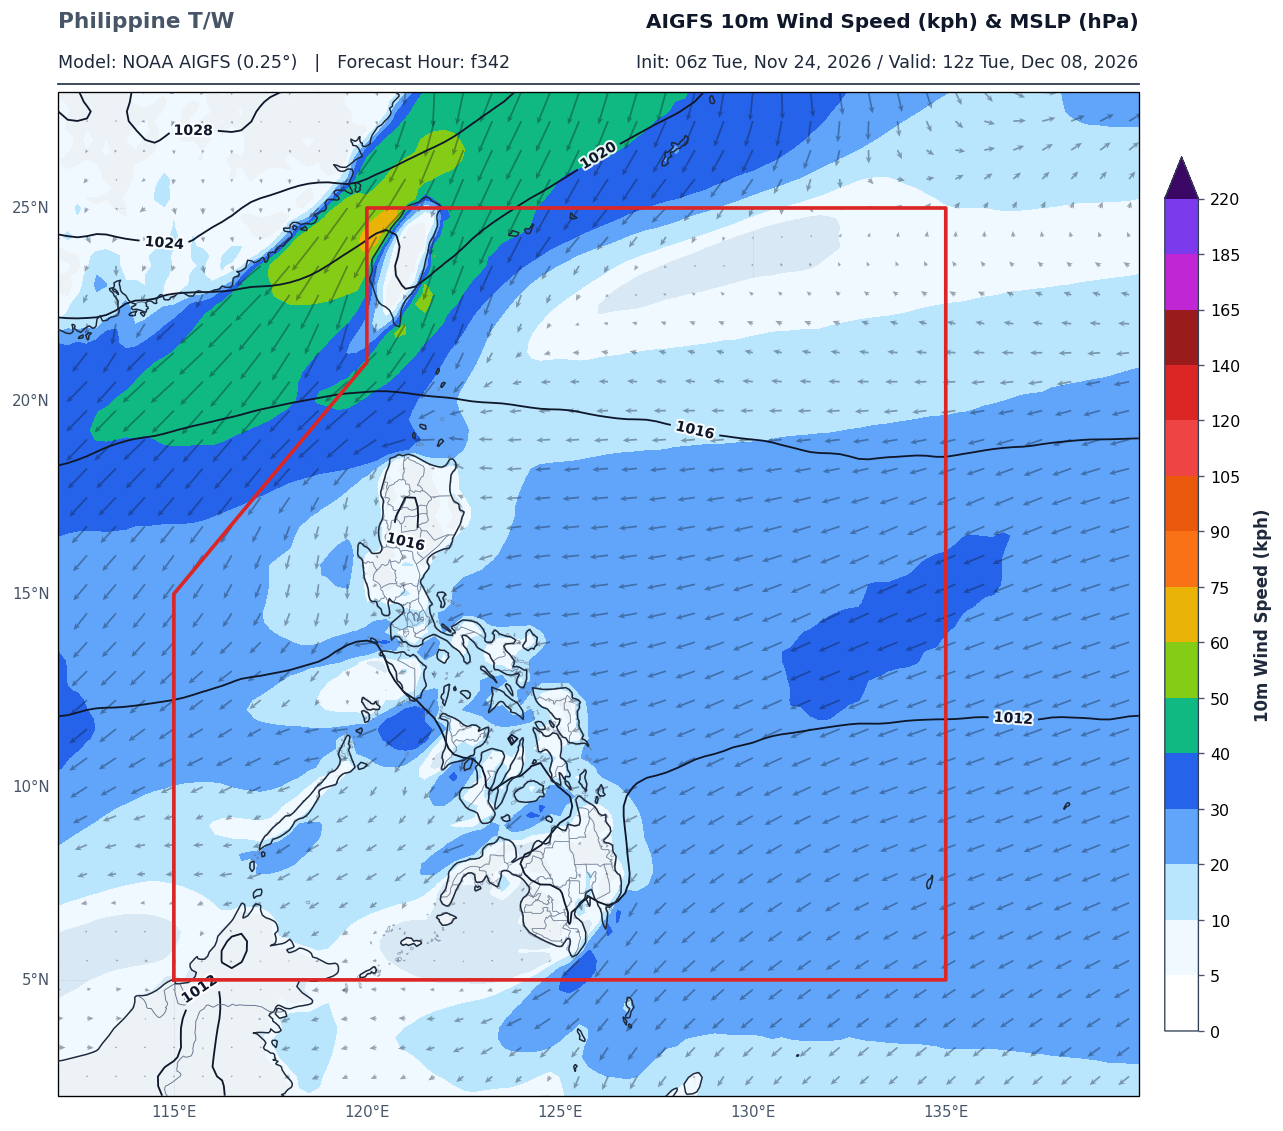 Philippine T/W
AIGFS 10m Wind Speed (kph) & MSLP (hPa)
Model: NOAA AIGFS (0.25°)   |   Forecast Hour: f342
Init: 06z Tue, Nov 24, 2026 / Valid: 12z Tue, Dec 08, 2026
1028
1020
1024
1016
1016
1012
1012
25°N
20°N
15°N
10°N
5°N
115°E
120°E
125°E
130°E
135°E
220
185
165
140
120
105
90
75
60
50
40
30
20
10
5
0
10m Wind Speed (kph)